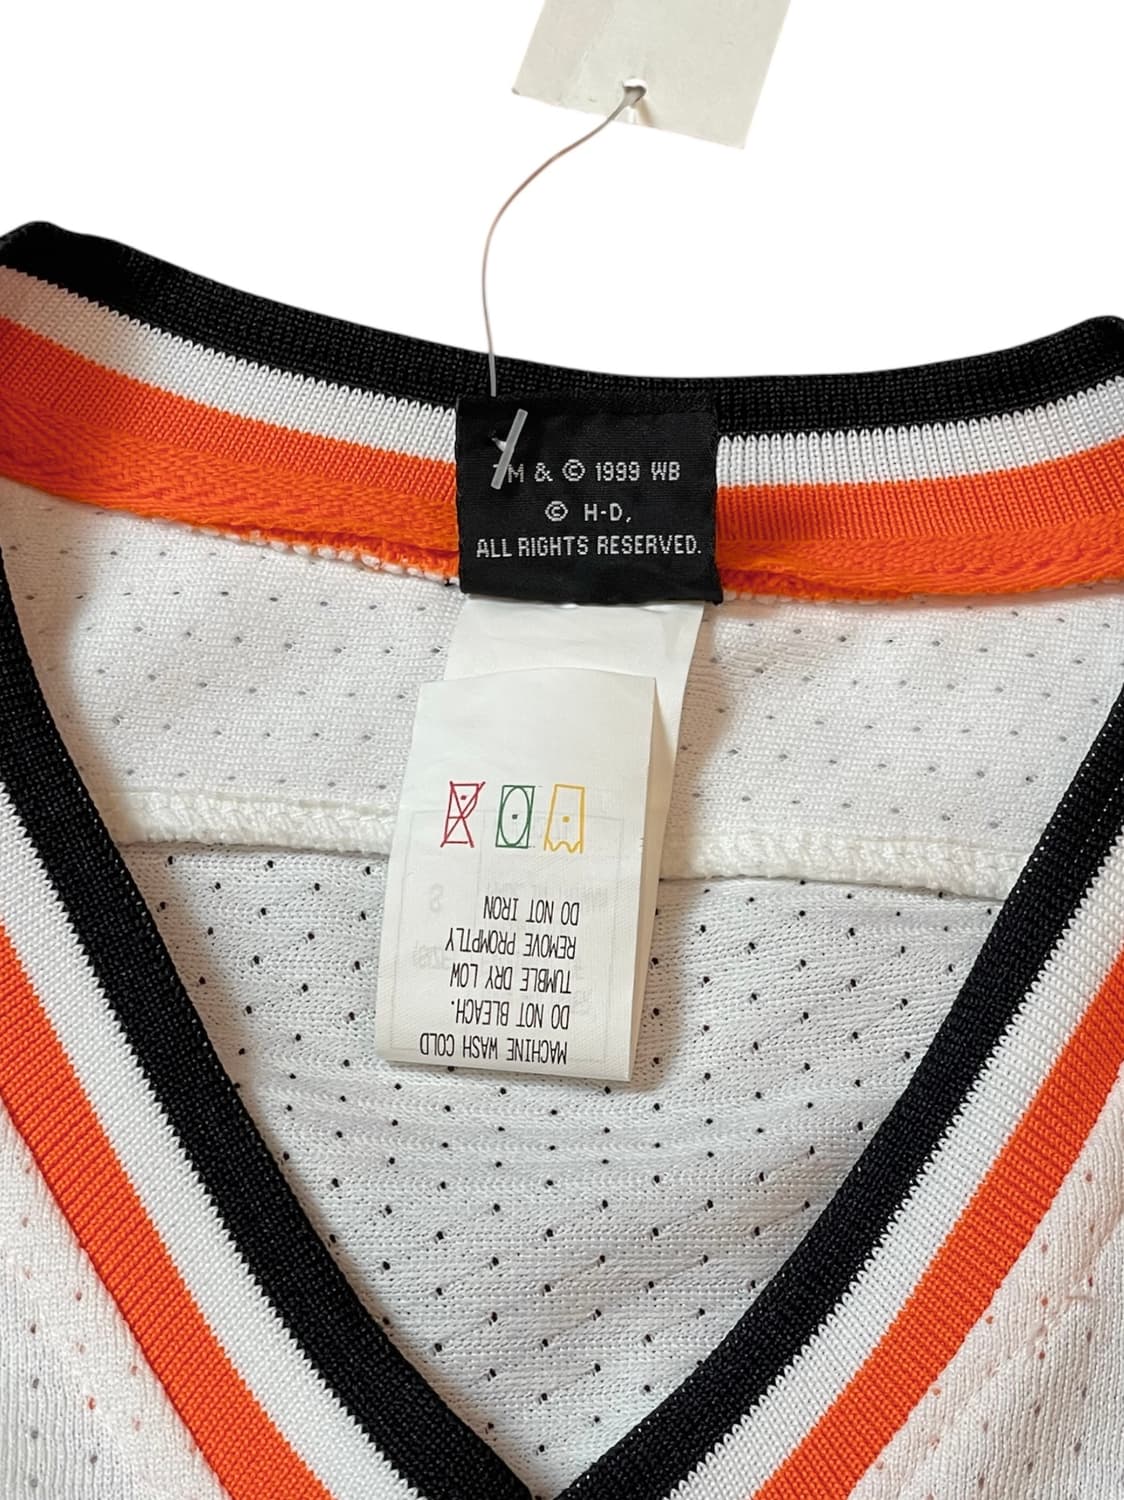 TM & © 1999 WB
© H-D,
ALL RIGHTS RESERVED.
MACHINE WASH COLD
DO NOT BLEACH.
TUMBLE DRY LOW
REMOVE PROMPTLY
DO NOT IRON